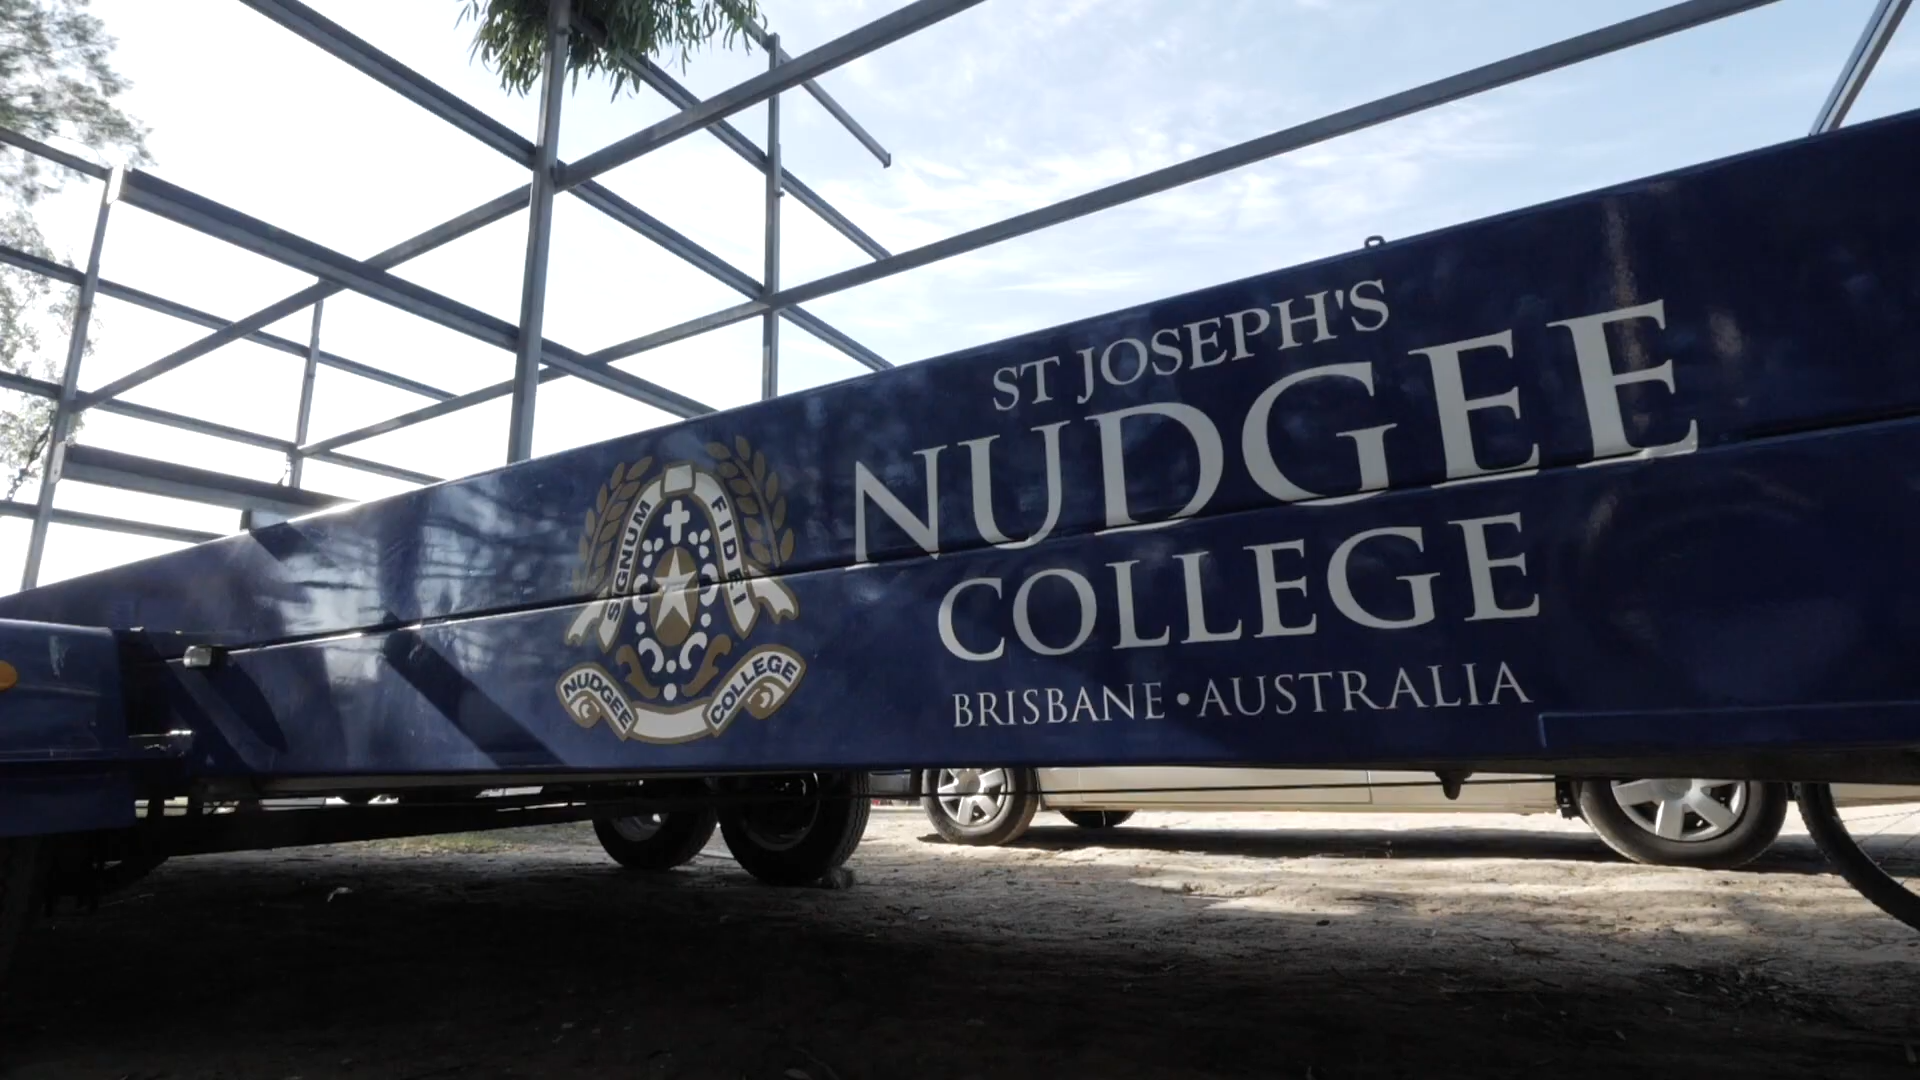 SIGNUM FIDEI
NUDGEE COLLEGE
ST JOSEPH'S
NUDGEE
COLLEGE
BRISBANE•AUSTRALIA